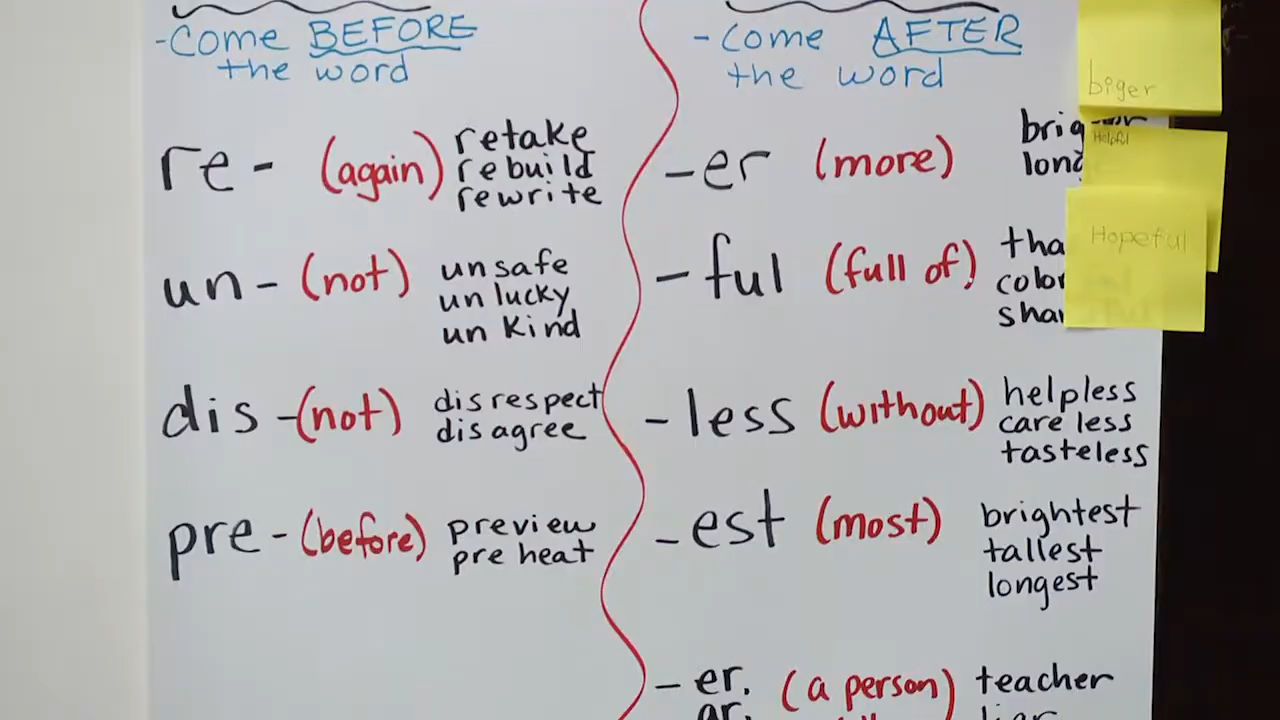 -Come BEFORE
the word
re- (again) retake
rebuild
rewrite
un- (not) unsafe
unlucky
unkind
dis-(not) disrespect
disagree
pre-(before) preview
preheat
-Come AFTER
the word
-er (more)
-ful (full of)
-less (without) helpless
careless
tasteless
-est (most) brightest
tallest
longest
-er. (a person) teacher
ar.
biger
Helpful
Hopeful